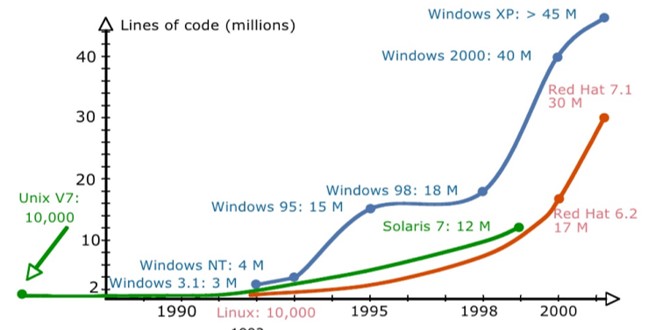 Windows XP: > 45 M
Lines of code (millions)
40
Windows 2000: 40 M
Red Hat 7.1
30 M
30
20
Windows 98: 18 M
Unix V7:
10,000
Windows 95: 15 M
Red Hat 6.2
17 M
Solaris 7: 12 M
10
Windows NT: 4 M
Windows 3.1: 3 M
2
Linux: 10,000
1990
1995
1998
2000